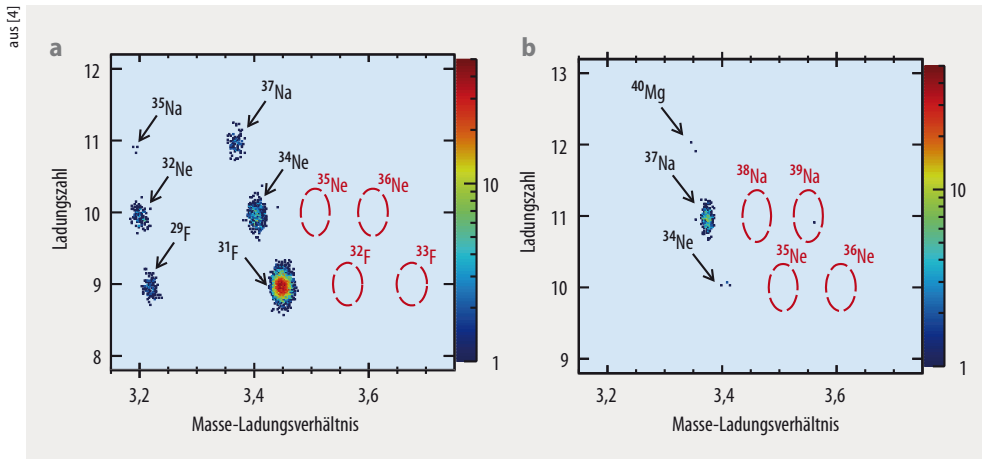 aus [4]
a
12
11
10
9
8
Ladungszahl
³⁵Na
³⁷Na
³²Ne
³⁴Ne
³⁵Ne
³⁶Ne
²⁹F
³¹F
³²F
³³F
3,2
3,4
3,6
Masse-Ladungsverhältnis
10
1
b
13
12
11
10
9
Ladungszahl
⁴⁰Mg
³⁷Na
³⁸Na
³⁹Na
³⁴Ne
³⁵Ne
³⁶Ne
3,2
3,4
3,6
Masse-Ladungsverhältnis
10
1